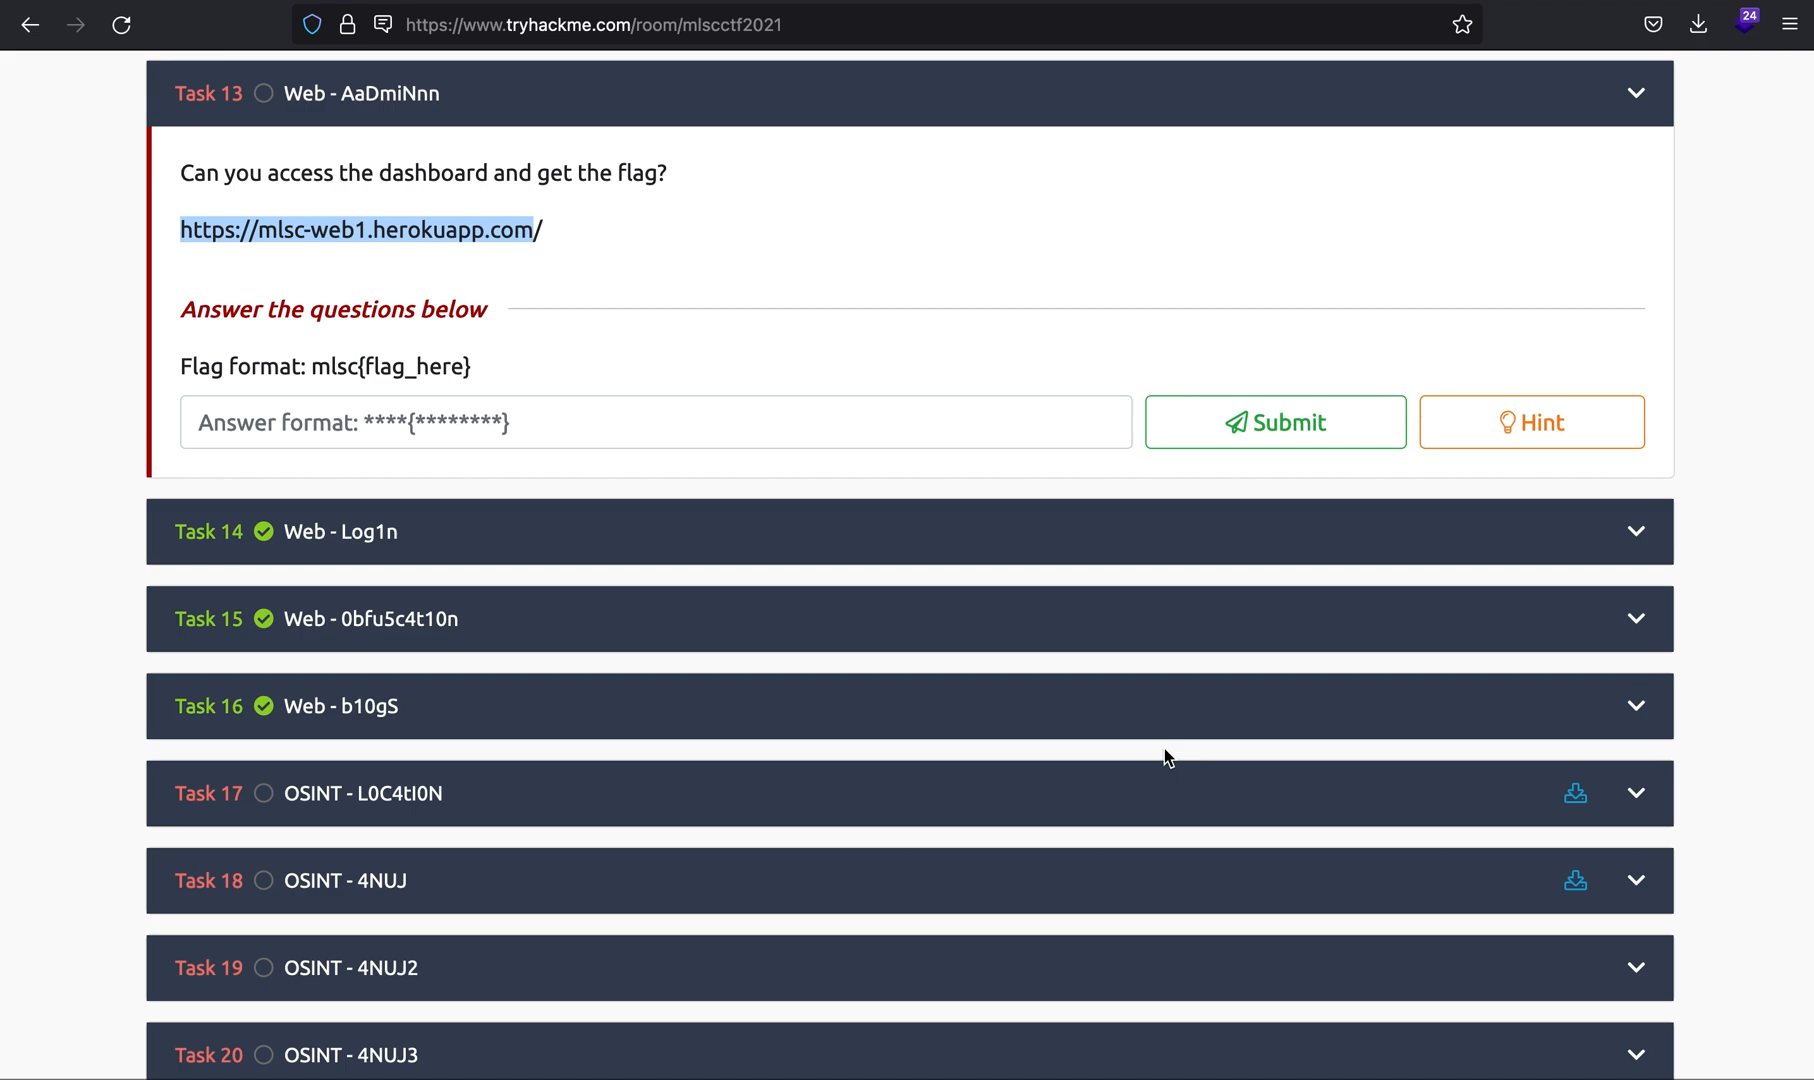 https://www.tryhackme.com/room/mlscctf2021
24
Task 13 Web - AaDmiNnn
Can you access the dashboard and get the flag?
https://mlsc-web1.herokuapp.com/
Answer the questions below
Flag format: mlsc{flag_here}
Answer format: ****{********}
Submit
Hint
Task 14 Web - Log1n
Task 15 Web - 0bfu5c4t10n
Task 16 Web - b10gS
Task 17 OSINT - L0C4tI0N
Task 18 OSINT - 4NUJ
Task 19 OSINT - 4NUJ2
Task 20 OSINT - 4NUJ3